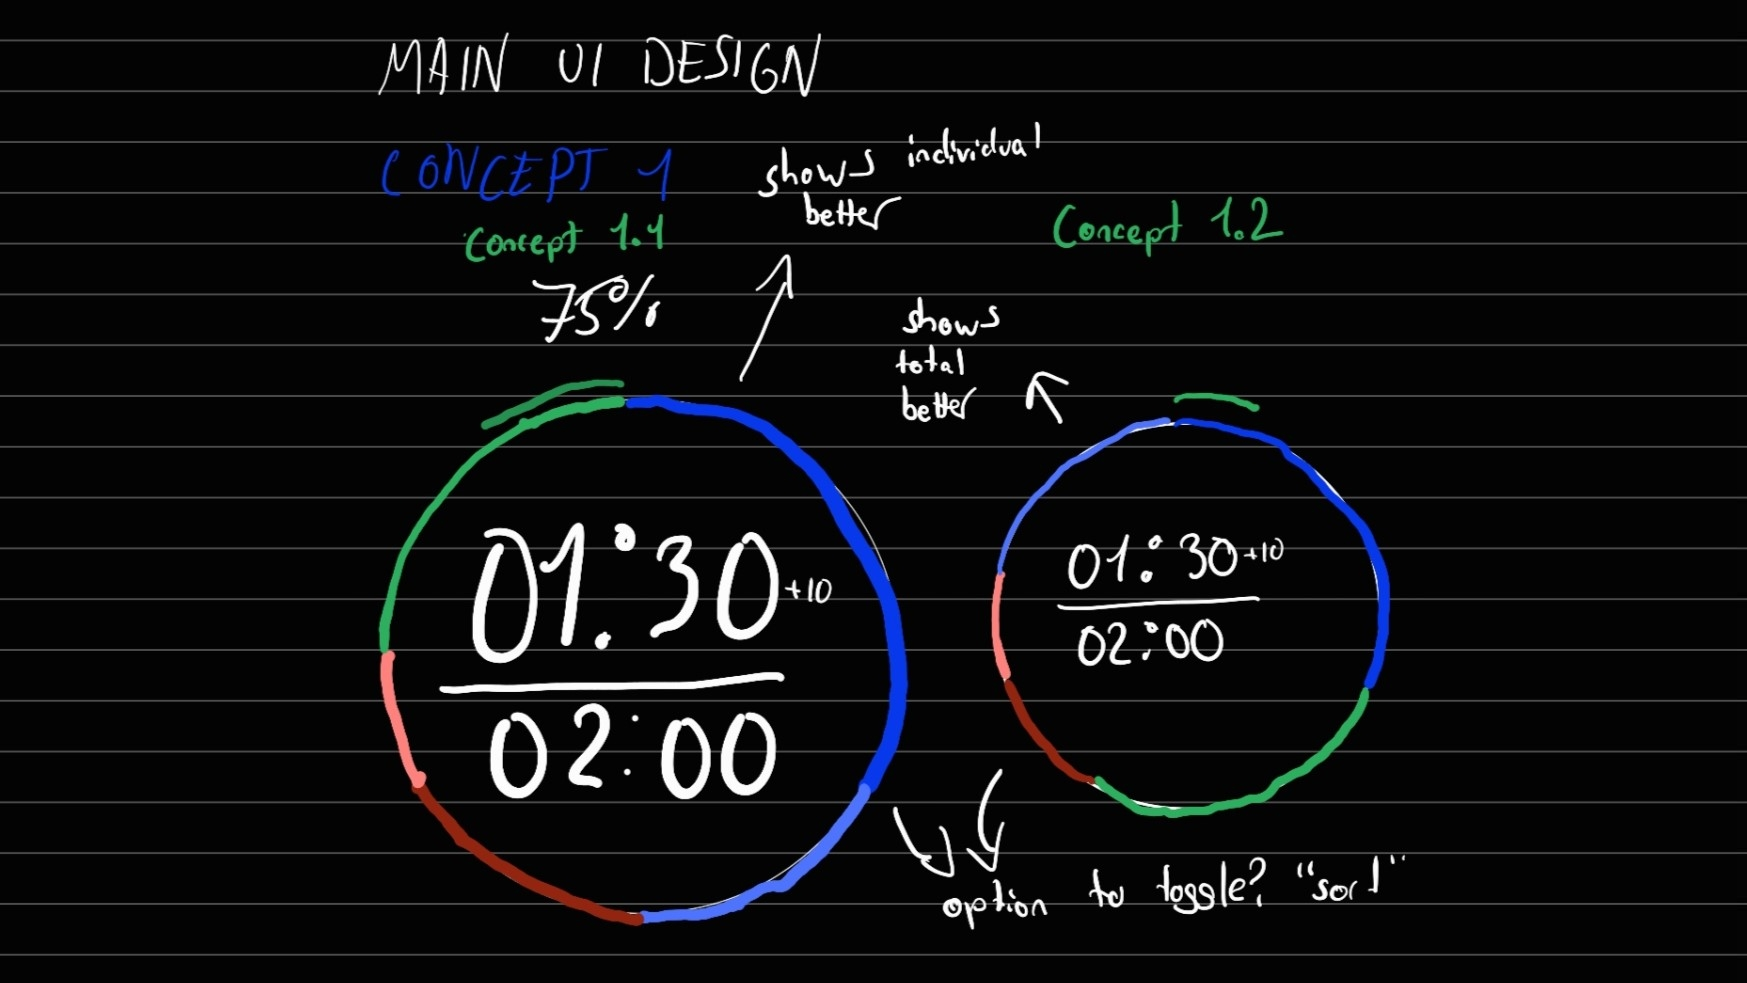 MAIN UI DESIGN
CONCEPT 1
shows individual
better
Concept 1.1
Concept 1.2
75%
shows
total
better
01:30 +10
02:00
01:30 +10
02:00
option to toggle? "sort"